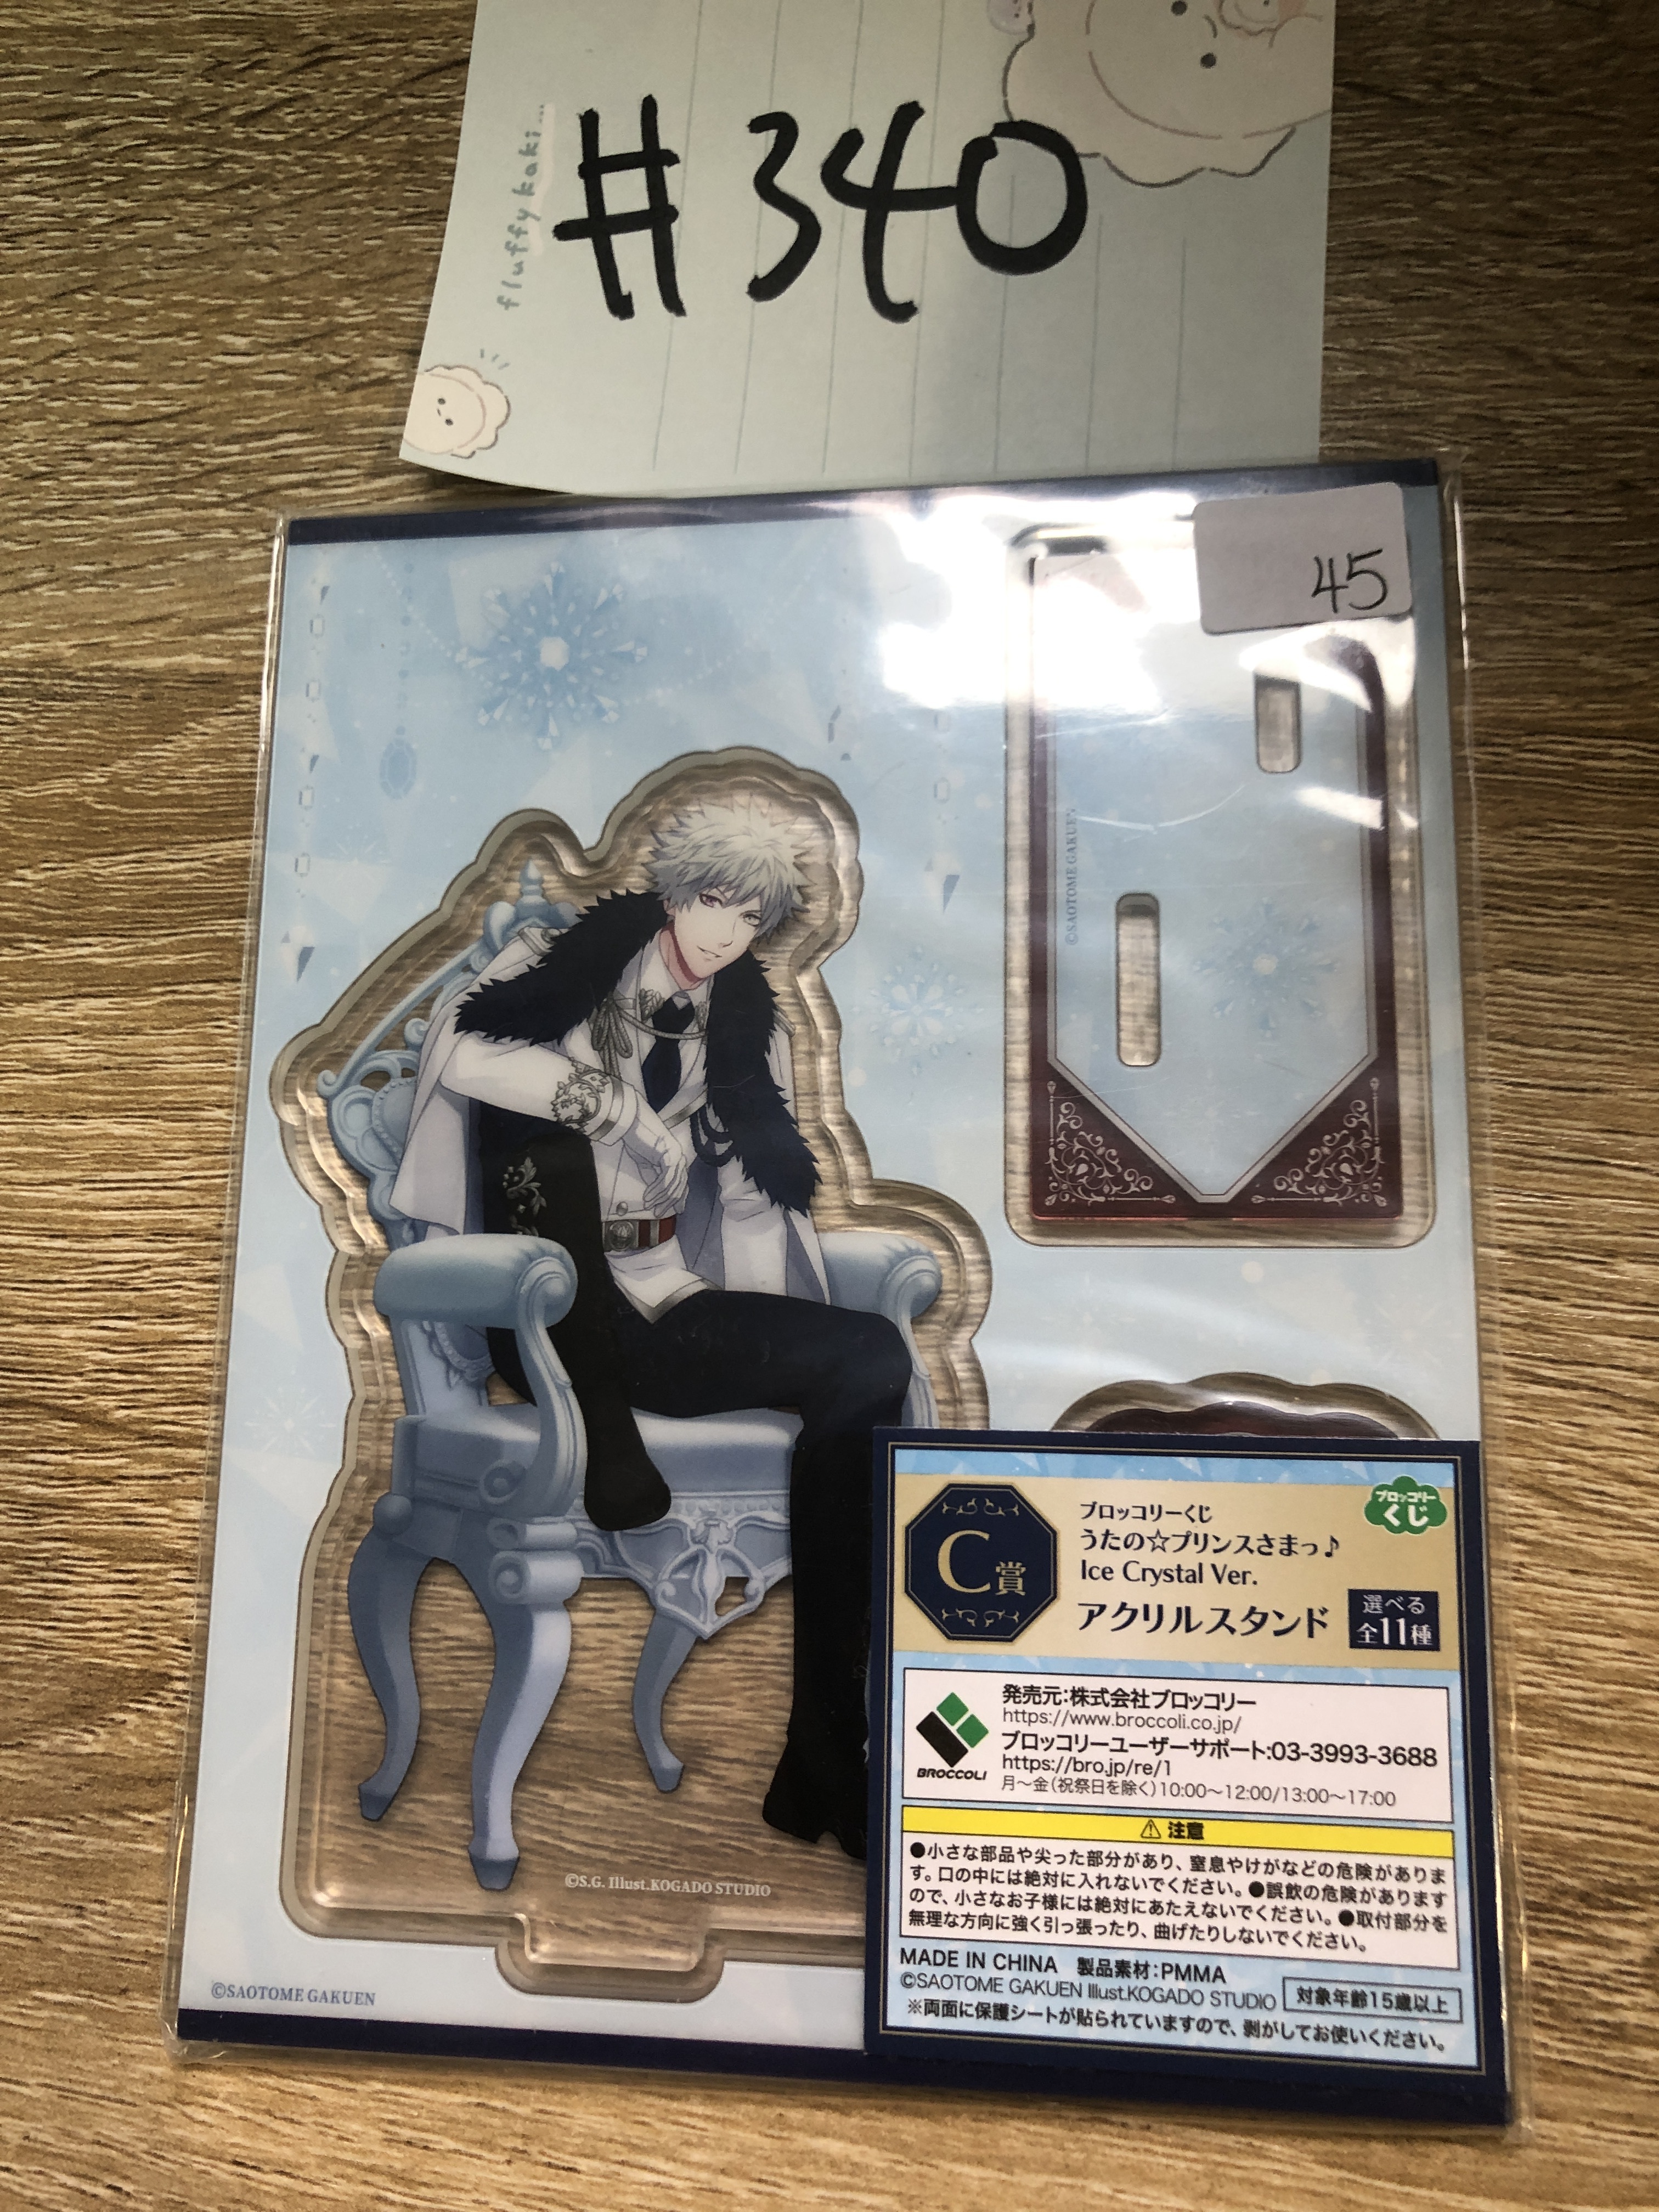 fluffy kaki...
#340
45
©SAOTOME GAKUEN
©S.G. Illust.KOGADO STUDIO
©SAOTOME GAKUEN
C賞
ブロッコリーくじ
うたの☆プリンスさまっ♪
Ice Crystal Ver.
アクリルスタンド
選べる
全11種
ブロッコリー
くじ
BROCCOLI
発売元:株式会社ブロッコリー
https://www.broccoli.co.jp/
ブロッコリーユーザーサポート:03-3993-3688
https://bro.jp/re/1
月～金(祝祭日を除く)10:00～12:00/13:00～17:00
⚠注意
●小さな部品や尖った部分があり、窒息やけがなどの危険がありま
す。口の中には絶対に入れないでください。●誤飲の危険があります
ので、小さなお子様には絶対にあたえないでください。●取付部分を
無理な方向に強く引っ張ったり、曲げたりしないでください。
MADE IN CHINA 製品素材:PMMA
©SAOTOME GAKUEN Illust.KOGADO STUDIO
対象年齢15歳以上
※両面に保護シートが貼られていますので、剥がしてお使いください。